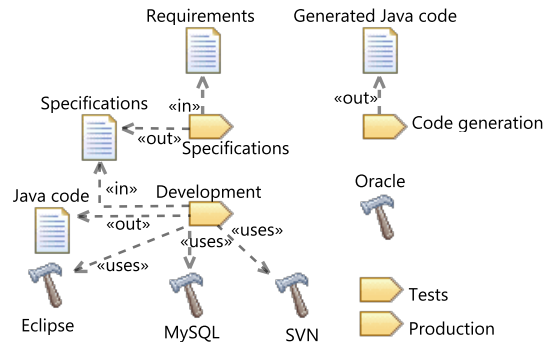 Requirements
Generated Java code
Specifications
«in»
«out»
«out»
Code generation
Specifications
«in»
Development
Oracle
Java code
«out»
«uses»
«uses»
«uses»
Eclipse
MySQL
SVN
Tests
Production